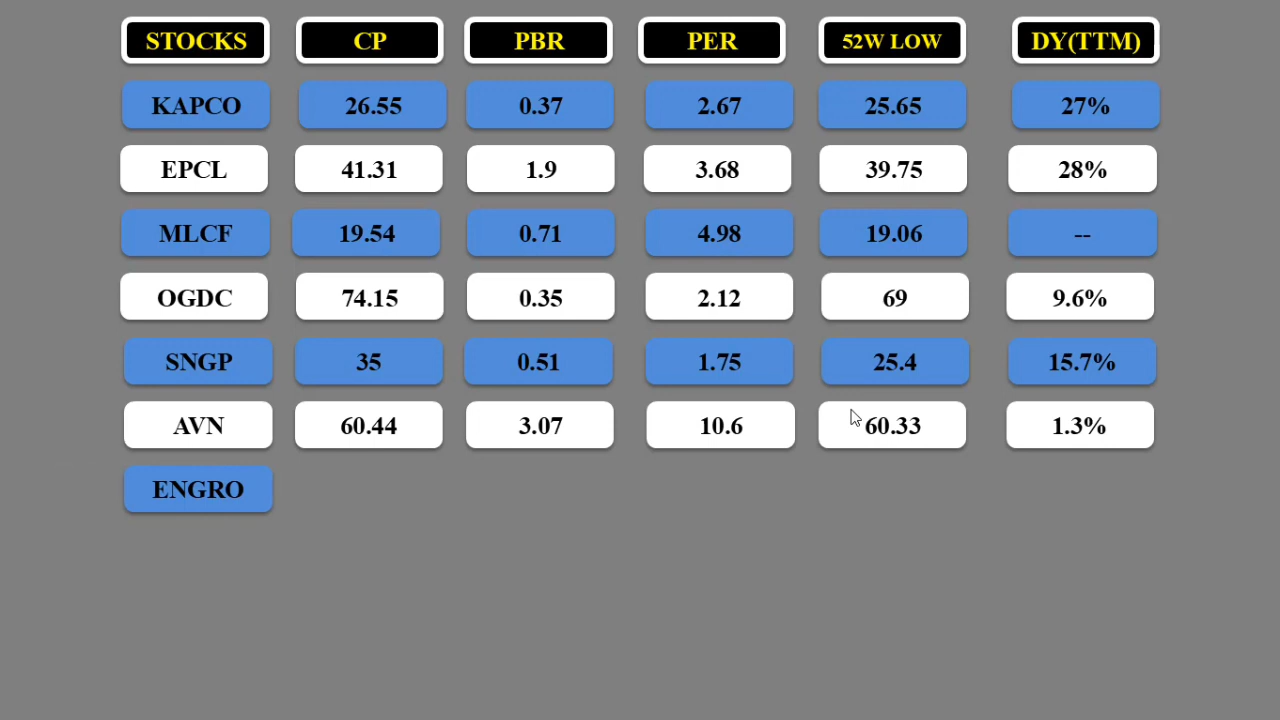 STOCKS CP PBR PER 52W LOW DY(TTM)
KAPCO 26.55 0.37 2.67 25.65 27%
EPCL 41.31 1.9 3.68 39.75 28%
MLCF 19.54 0.71 4.98 19.06 --
OGDC 74.15 0.35 2.12 69 9.6%
SNGP 35 0.51 1.75 25.4 15.7%
AVN 60.44 3.07 10.6 60.33 1.3%
ENGRO